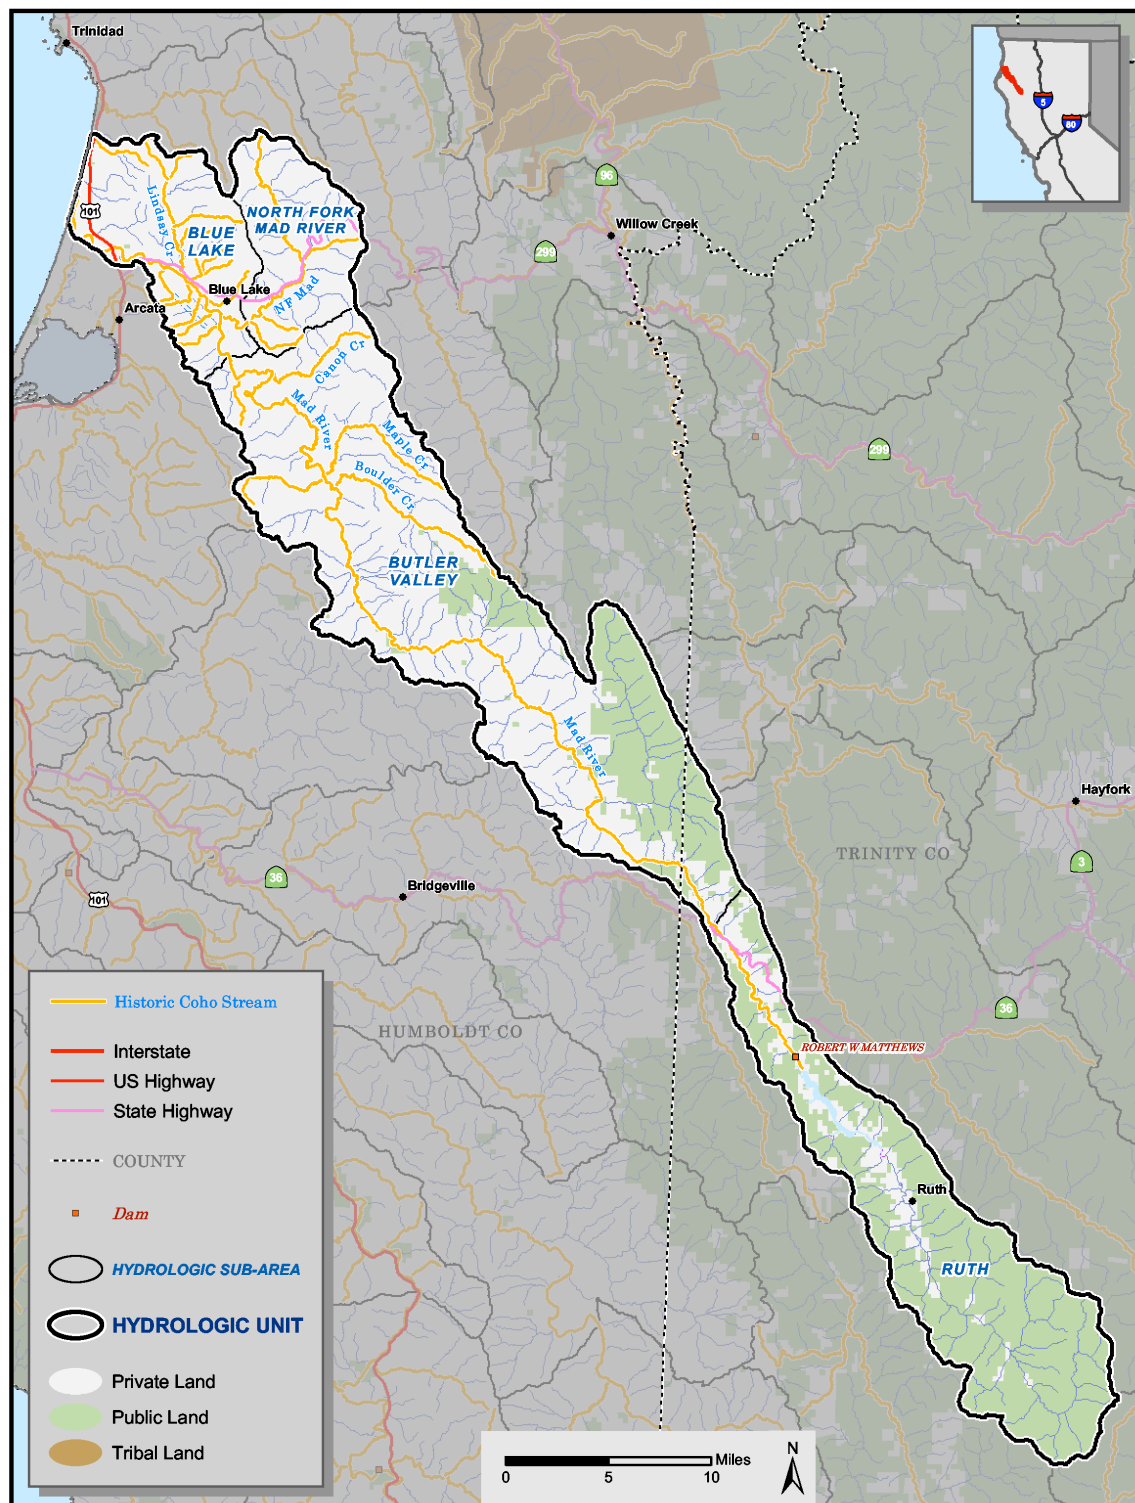 Trinidad
5
80
96
Willow Creek
299
101
Lindsay Cr
BLUE
LAKE
NORTH FORK
MAD RIVER
Blue Lake
NF Mad
Arcata
Canon Cr
Mad River
Maple Cr
Boulder Cr
299
BUTLER
VALLEY
Mad River
Hayfork
TRINITY CO
3
36
Bridgeville
101
36
HUMBOLDT CO
ROBERT W MATTHEWS
Ruth
RUTH
Historic Coho Stream
Interstate
US Highway
State Highway
COUNTY
Dam
HYDROLOGIC SUB-AREA
HYDROLOGIC UNIT
Private Land
Public Land
Tribal Land
0 5 10 Miles
N